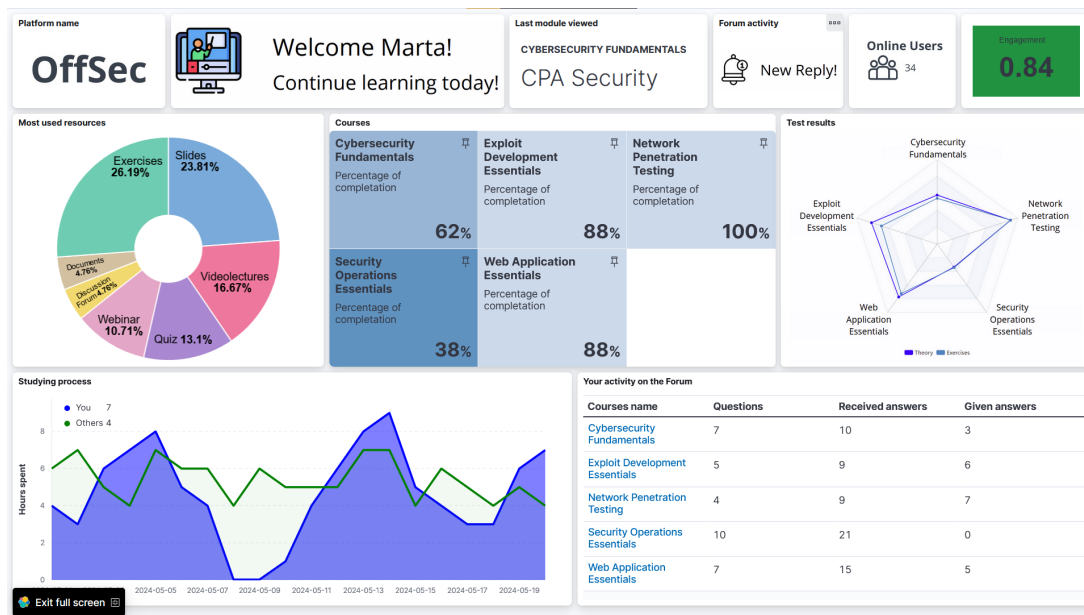 Platform name
OffSec
Welcome Marta!
Continue learning today!
Last module viewed
CYBERSECURITY FUNDAMENTALS
CPA Security
Forum activity
1
New Reply!
Online Users
34
Engagement
0.84
Most used resources
Exercises
26.19%
Slides
23.81%
Videolectures
16.67%
Quiz 13.1%
Webinar
10.71%
Discussion
Forum 4.76%
Documents
4.76%
Courses
Cybersecurity
Fundamentals
Percentage of
completation
62%
Exploit
Development
Essentials
Percentage of
completation
88%
Network
Penetration
Testing
Percentage of
completation
100%
Security
Operations
Essentials
Percentage of
completation
38%
Web Application
Essentials
Percentage of
completation
88%
Test results
Cybersecurity
Fundamentals
Exploit
Development
Essentials
Network
Penetration
Testing
Web
Application
Essentials
Security
Operations
Essentials
Theory Exercises
Studying process
You 7
Others 4
Hours spent
8
6
4
2
0
2024-05-05 2024-05-07 2024-05-09 2024-05-11 2024-05-13 2024-05-15 2024-05-17 2024-05-19
Exit full screen
Your activity on the Forum
Courses name Questions Received answers Given answers
Cybersecurity
Fundamentals 7 10 3
Exploit Development
Essentials 5 9 6
Network Penetration
Testing 4 9 7
Security Operations
Essentials 10 21 0
Web Application
Essentials 7 15 5